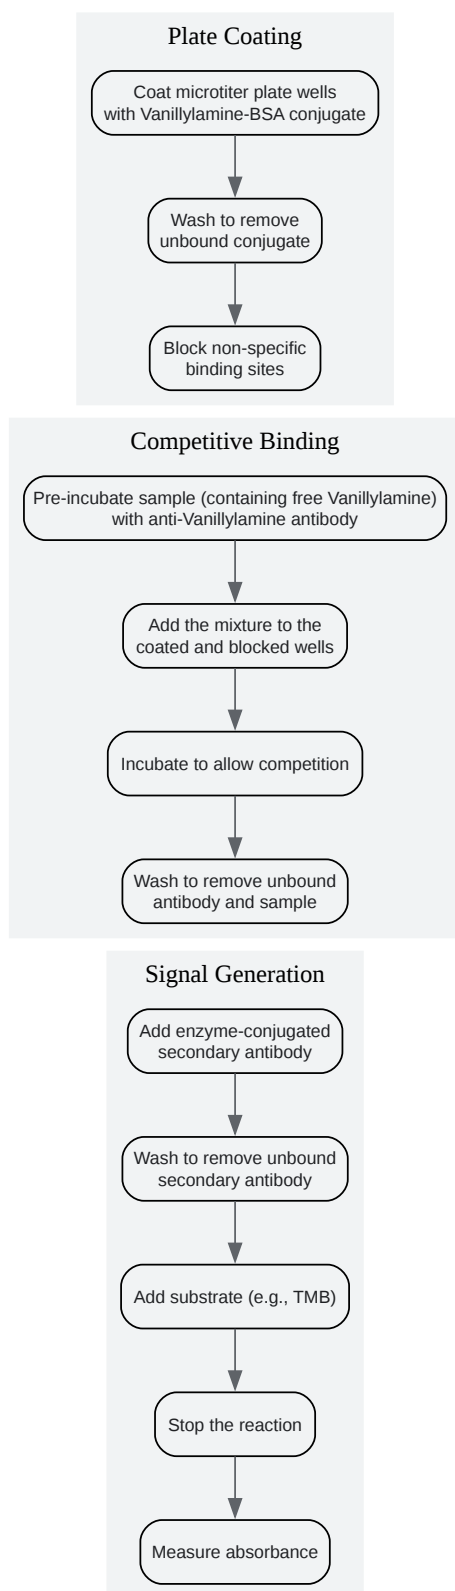 Plate Coating
Coat microtiter plate wells
with Vanillylamine-BSA conjugate
Wash to remove
unbound conjugate
Block non-specific
binding sites
Competitive Binding
Pre-incubate sample (containing free Vanillylamine)
with anti-Vanillylamine antibody
Add the mixture to the
coated and blocked wells
Incubate to allow competition
Wash to remove unbound
antibody and sample
Signal Generation
Add enzyme-conjugated
secondary antibody
Wash to remove unbound
secondary antibody
Add substrate (e.g., TMB)
Stop the reaction
Measure absorbance